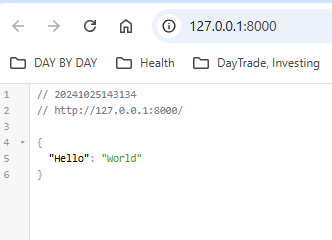 127.0.0.1:8000
DAY BY DAY Health DayTrade, Investing
1 // 20241025143134
2 // http://127.0.0.1:8000/
3
4 {
5 "Hello": "World"
6 }